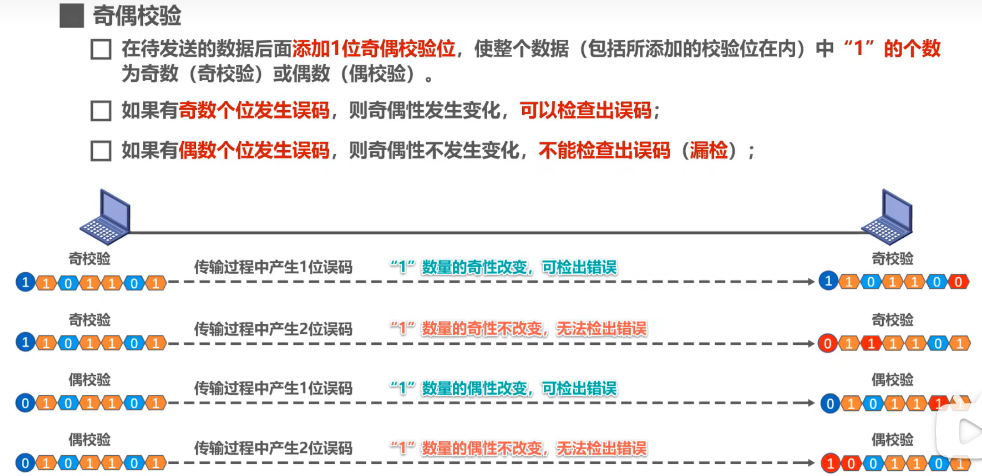 奇偶校验
在待发送的数据后面添加1位奇偶校验位，使整个数据（包括所添加的校验位在内）中“1”的个数
为奇数（奇校验）或偶数（偶校验）。
如果有奇数个位发生误码，则奇偶性发生变化，可以检查出误码；
如果有偶数个位发生误码，则奇偶性不发生变化，不能检查出误码（漏检）；
奇校验 奇校验
1 1 0 1 1 0 1 传输过程中产生1位误码 “1”数量的奇性改变，可检出错误 1 1 0 1 1 0 0
奇校验 奇校验
1 1 0 1 1 0 1 传输过程中产生2位误码 “1”数量的奇性不改变，无法检出错误 0 1 1 1 1 0 1
偶校验 偶校验
0 1 0 1 1 0 1 传输过程中产生1位误码 “1”数量的偶性改变，可检出错误 0 1 0 1 1 1
偶校验 偶校验
0 1 0 1 1 0 1 传输过程中产生2位误码 “1”数量的偶性不改变，无法检出错误 1 0 0 1 1 0 1